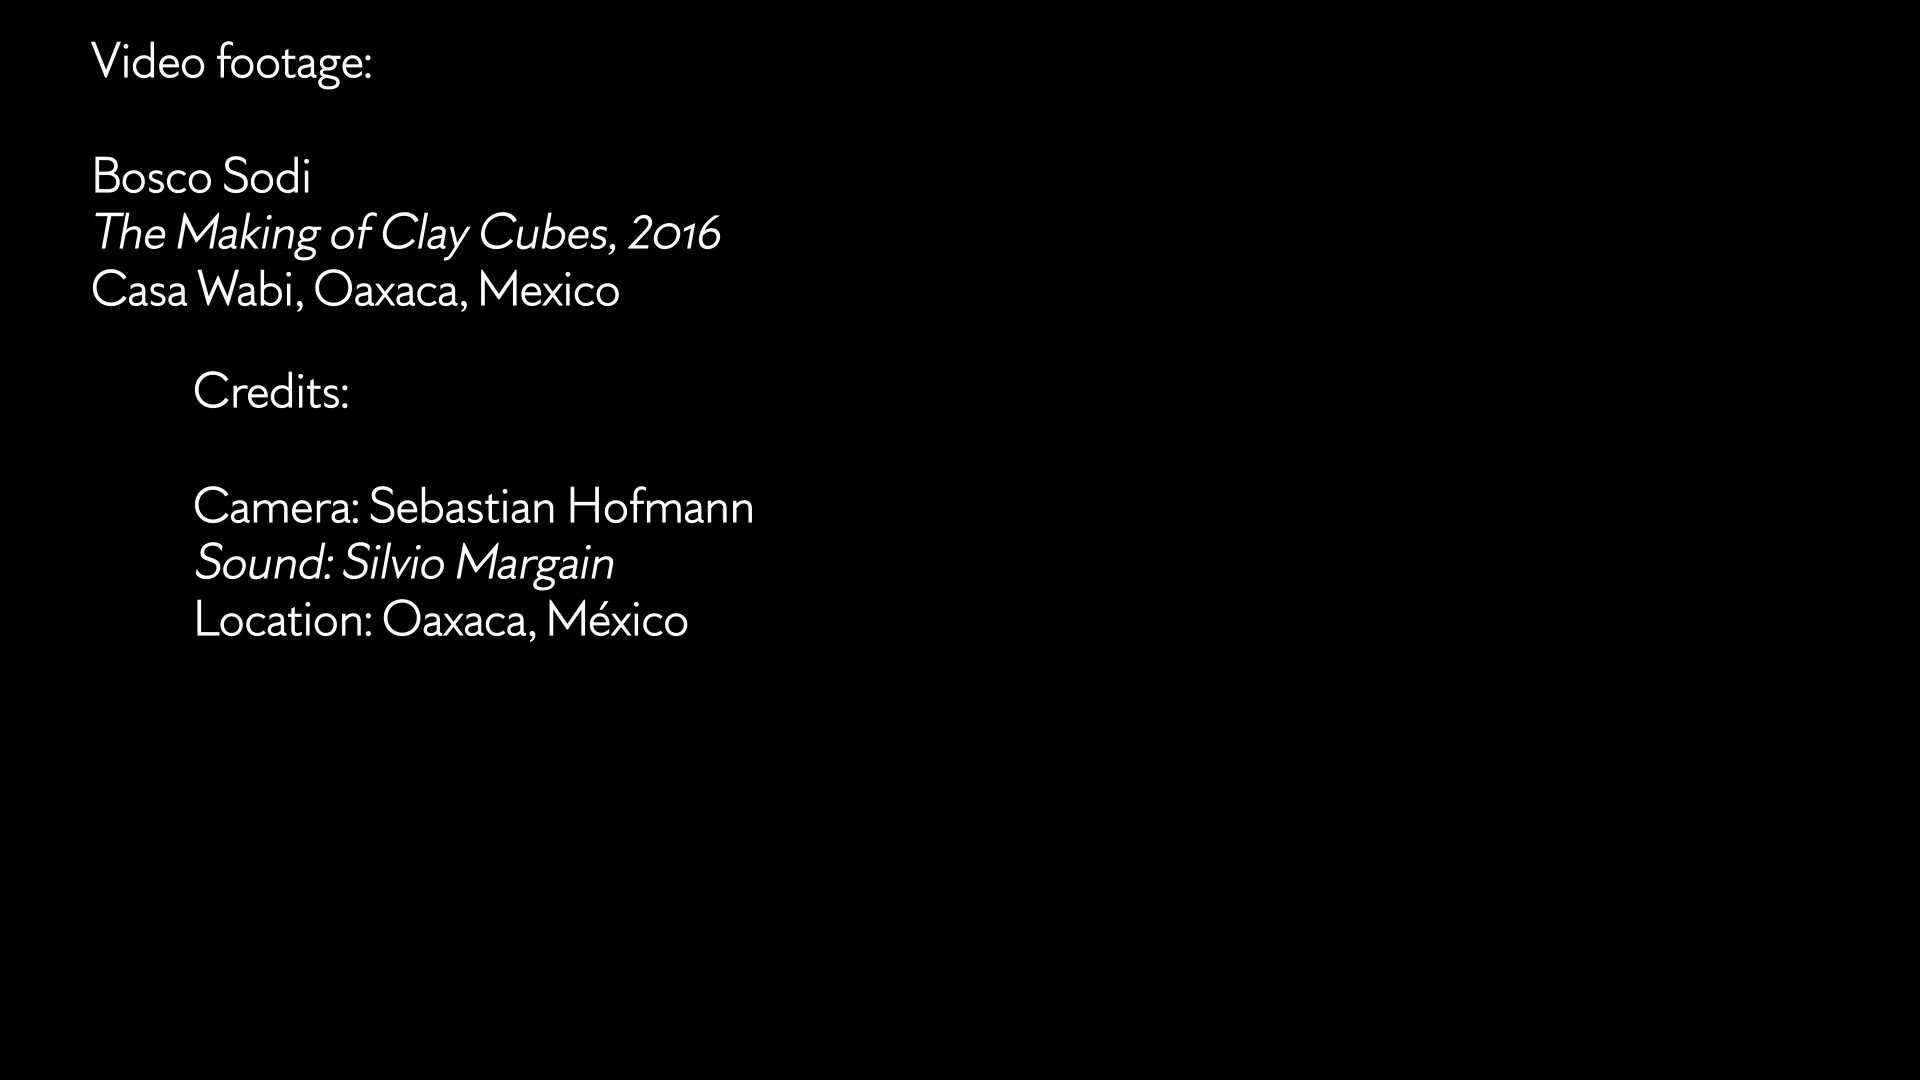 Video footage:
Bosco Sodi
The Making of Clay Cubes, 2016
Casa Wabi, Oaxaca, Mexico
Credits:
Camera: Sebastian Hofmann
Sound: Silvio Margain
Location: Oaxaca, México